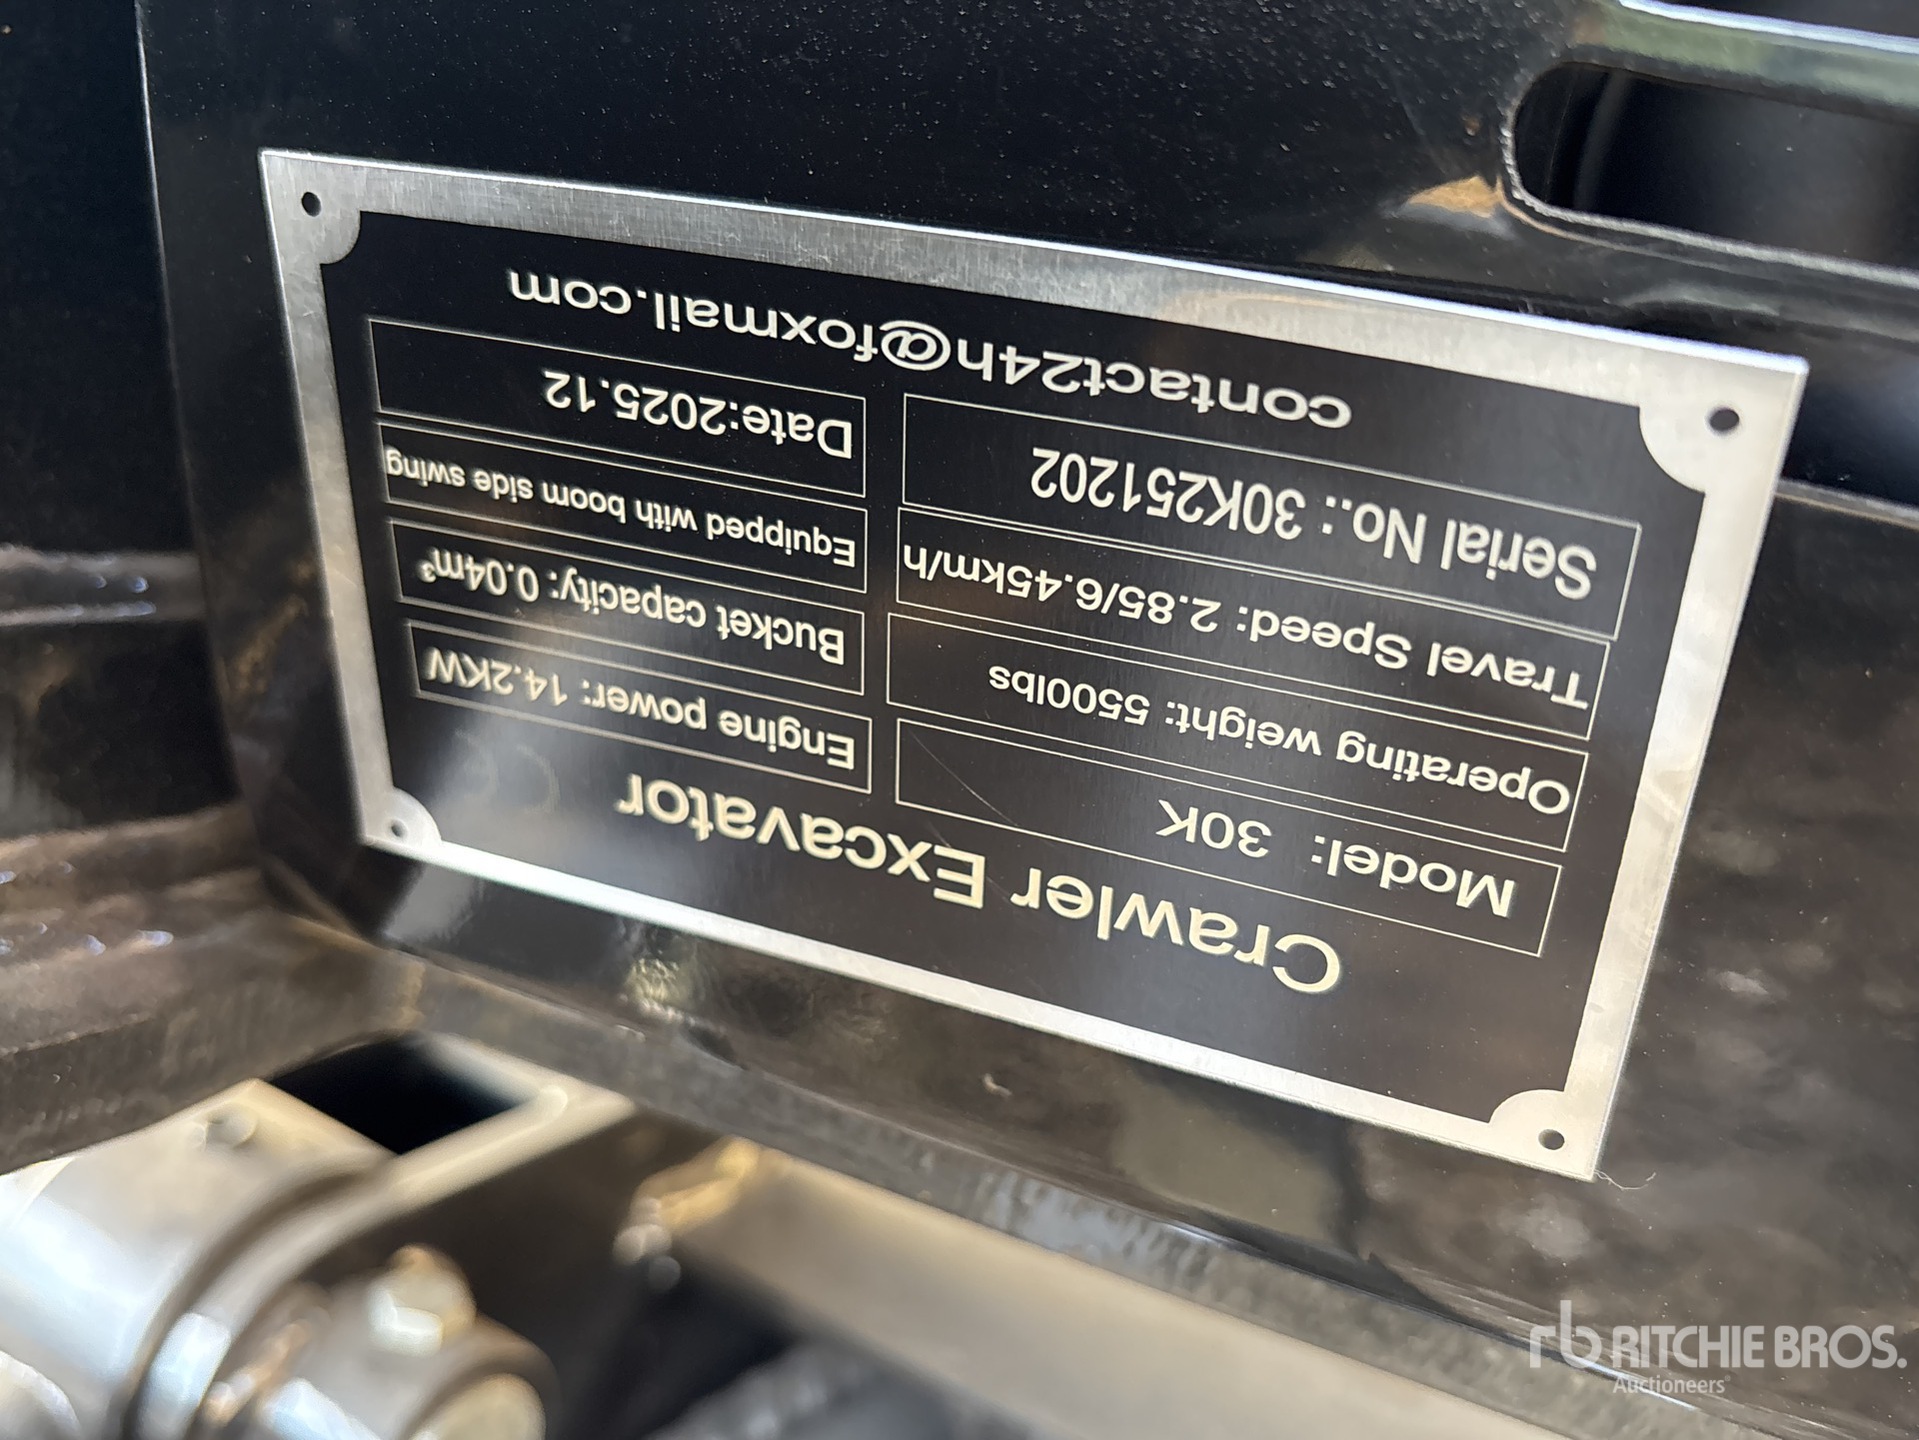 Crawler Excavator
Model: 30K
Engine power: 14.2KW
Operating weight: 5500lbs
Bucket capacity: 0.04m³
Travel Speed: 2.85/6.45km/h
Equipped with boom side swing
Serial No.: 30K251202
Date:2025.12
contact24h@foxmail.com
rb RITCHIE BROS.
Auctioneers